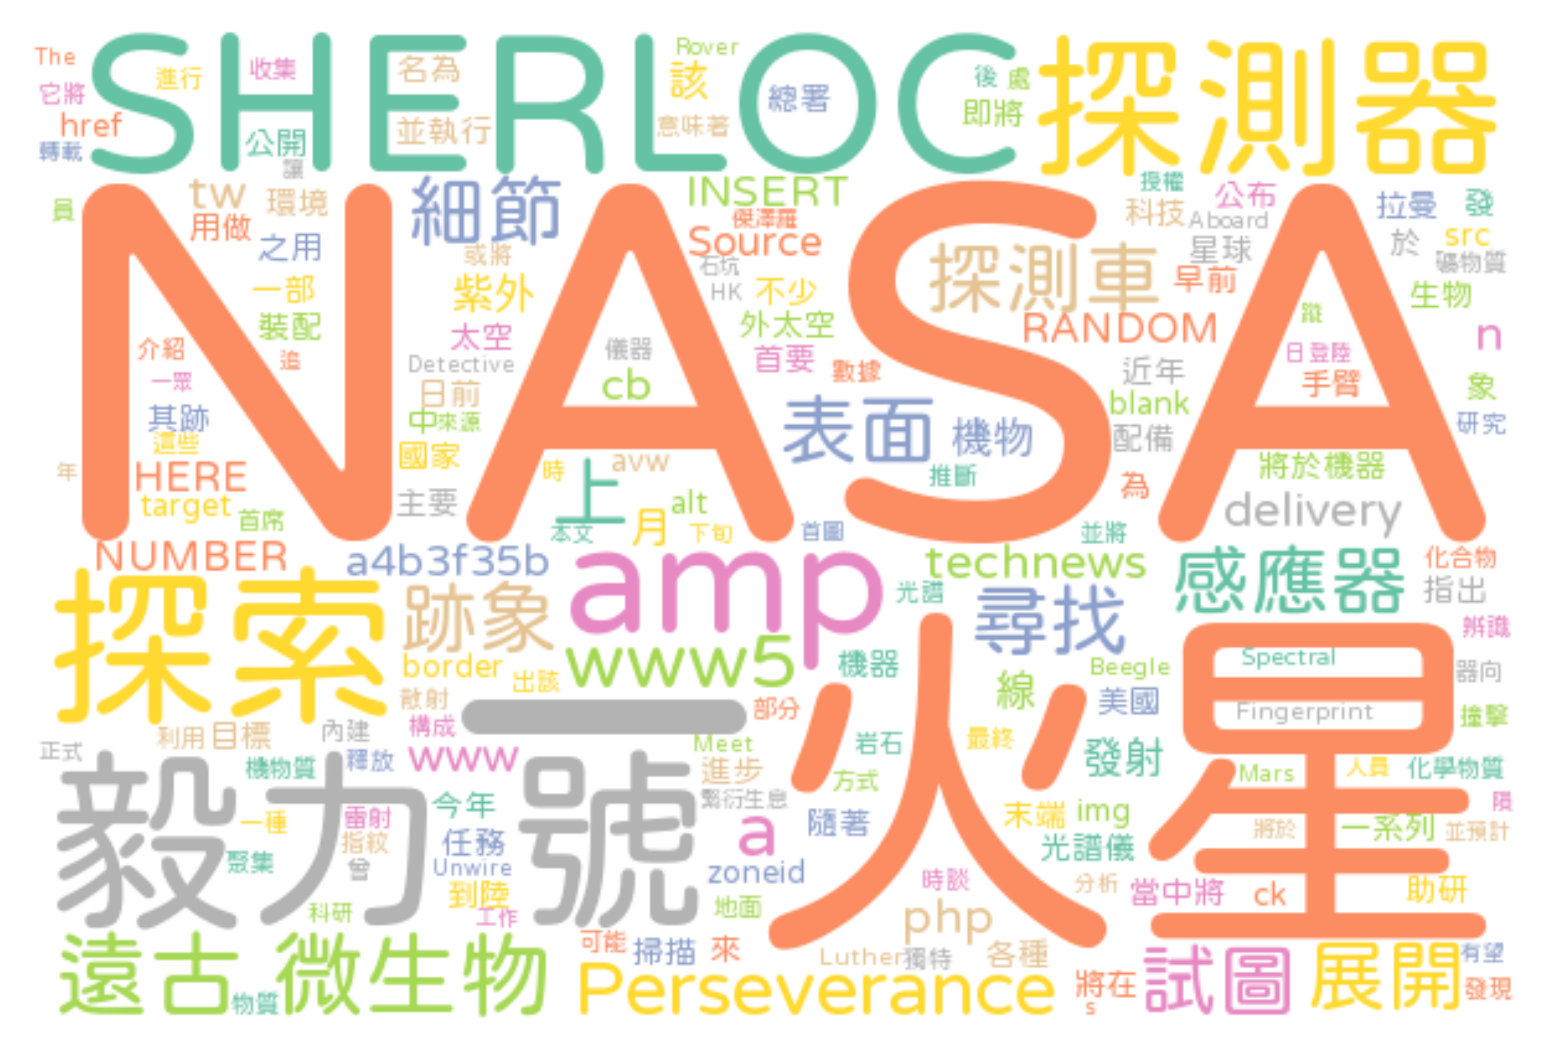 The
它將
href
轉載
SHERLOC
進行
收集
公開
讓
名為
並執行
Rover
該
意味著
總署
後
處
即將
探測器
員
NASA
tw
用做
環境
之用
一部
裝配
介紹
一眾
追
其跡
這些
年
HERE
target
首席
NUMBER
細節
或將
紫外
太空
Detective
日前
中
來源
國家
主要
a4b3f35b
INSERT
傑澤羅
Source
石坑
HK
不少
外太空
首要
數據
儀器
cb
時
avw
上
alt
月
本文
下旬
首圖
表面
機物
推斷
探測車
授權
科技
公布
Aboard
星球
早前
RANDOM
近年
blank
配備
為
並將
拉曼
發
於
src
礦物質
生物
蹤
n
日
登陸
手臂
象
研究
將於機器
delivery
technews
感應器
化合物
指出
辨識
探索
跡象
amp
光譜
尋找
www5
border
出該
散射
機器
線
Beegle
美國
火星
Spectral
Fingerprint
器向
撞擊
一
部分
利用
目標
內建
構成
www
Meet
進步
岩石
最終
發射
Mars
人員
化學物質
正式
毅力號
機物質
釋放
一種
雷射
指紋
聚集
曾
今年
任務
Unwire
到陸
工作
科研
繁衍生息
a
zoneid
地面
方式
隨著
末端
img
光譜儀
將於
一系列
並預計
隕
時談
分析
當中將
ck
助研
遠古
物質
微生物
可能
掃描
來
Perseverance
php
Luther
獨特
各種
將在
s
試圖
展開
有望
發現